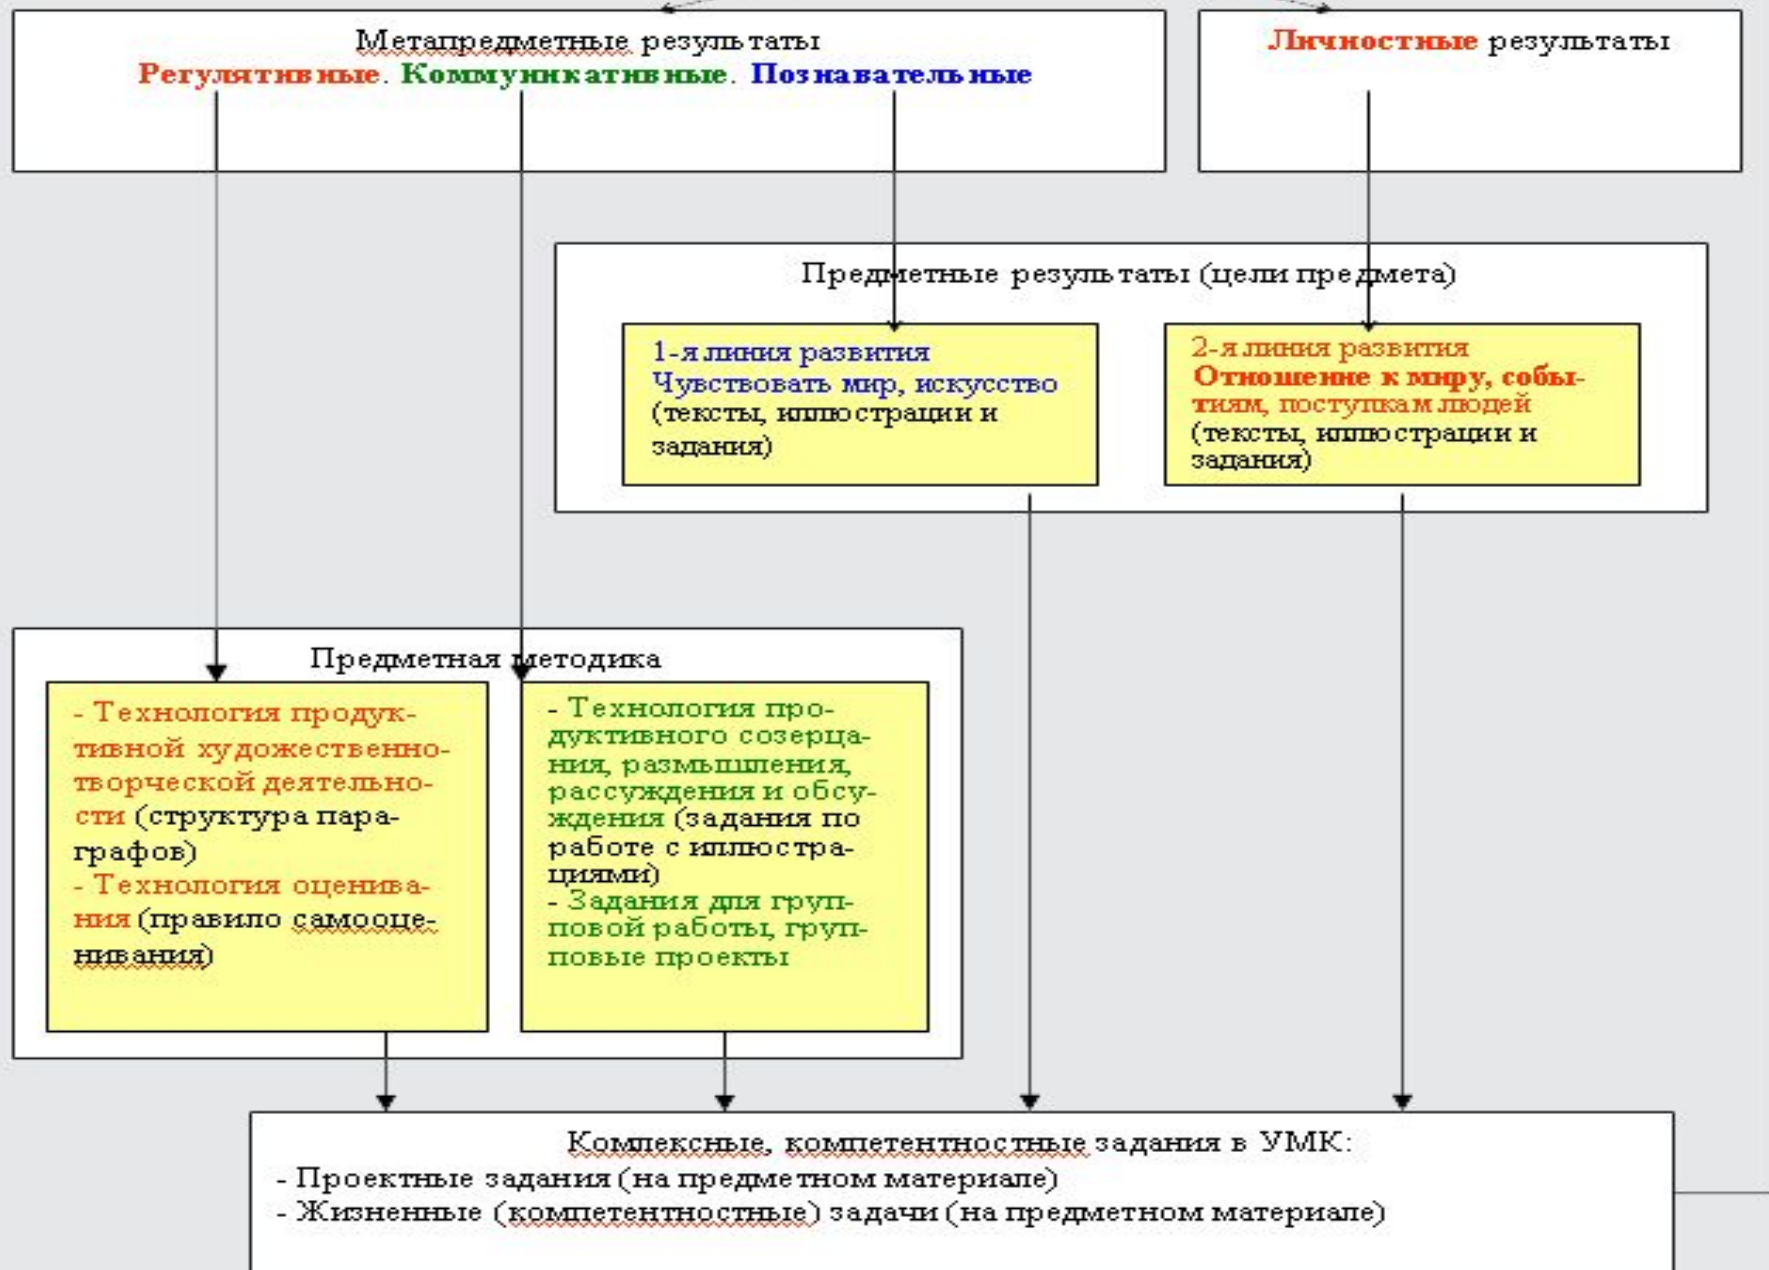 Метапредметные результаты
Регулятивные. Коммуникативные. Познавательные
Личностные результаты
Предметные результаты (цели предмета)
1-я линия развития
Чувствовать мир, искусство
(тексты, иллюстрации и
задания)
2-я линия развития
Отношение к миру, собы-
тиям, поступкам людей
(тексты, иллюстрации и
задания)
Предметная методика
- Технология продук-
тивной художественно-
творческой деятельно-
сти (структура пара-
графов)
- Технология оценива-
ния (правило самооце-
нивания)
- Технология про-
дуктивного созерца-
ния, размышления,
рассуждения и обсу-
ждения (задания по
работе с иллюстра-
циями)
- Задания для груп-
повой работы, груп-
повые проекты
Компексные, компетентностные задания в УМК:
- Проектные задания (на предметном материале)
- Жизненные (компетентностные) задачи (на предметном материале)